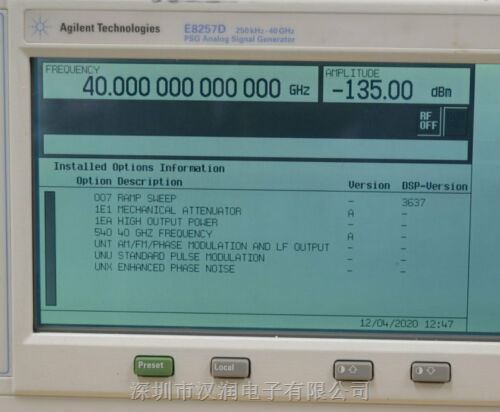 Agilent Technologies E8257D 250 kHz - 40 GHz
PSG Analog Signal Generator
FREQUENCY
40.000 000 000 000 GHz
AMPLITUDE
-135.00 dBm
RF
OFF
Installed Options Information
Option Description Version DSP-Version
007 RAMP SWEEP - 3637
1E1 MECHANICAL ATTENUATOR A -
1EA HIGH OUTPUT POWER - -
540 40 GHZ FREQUENCY A -
UNT AM/FM/PHASE MODULATION AND LF OUTPUT - -
UNU STANDARD PULSE MODULATION - -
UNX ENHANCED PHASE NOISE - -
12/04/2020 12:47
Preset
Local
深圳市汉润电子有限公司